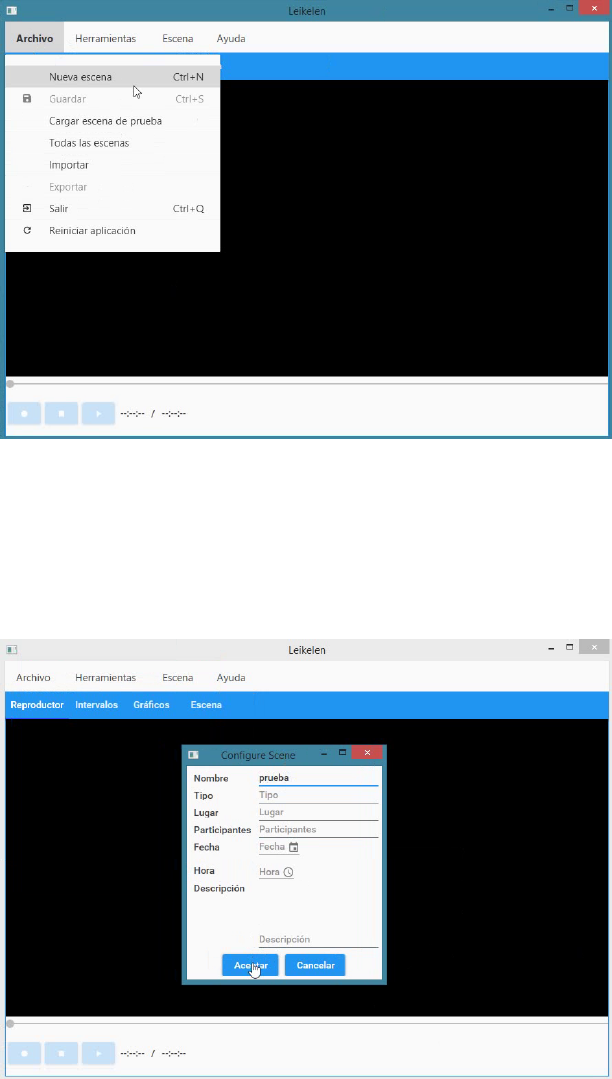 Leikelen
Archivo Herramientas Escena Ayuda
Nueva escena Ctrl+N
Guardar Ctrl+S
Cargar escena de prueba
Todas las escenas
Importar
Exportar
Salir Ctrl+Q
Reiniciar aplicación
--:--:-- / --:--:--
Leikelen
Archivo Herramientas Escena Ayuda
Reproductor Intervalos Gráficos Escena
Configure Scene
Nombre prueba
Tipo Tipo
Lugar Lugar
Participantes Participantes
Fecha Fecha
Hora Hora
Descripción
Descripción
Aceptar Cancelar
--:--:-- / --:--:--